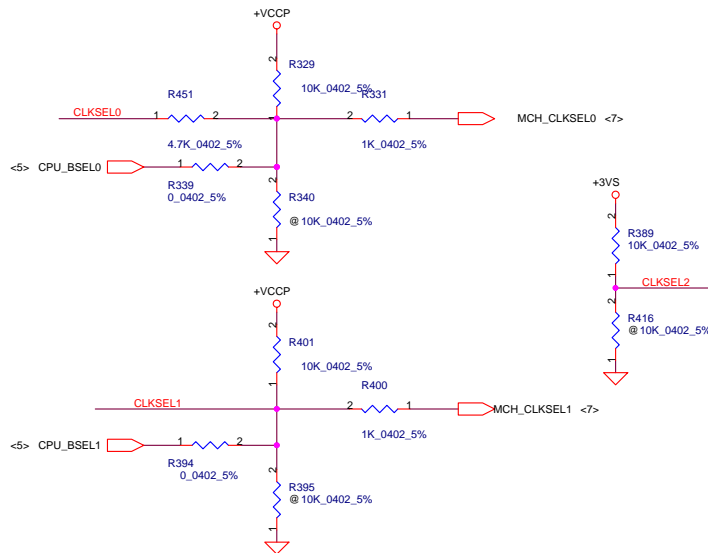 +VCCP
2
R329
10K_0402_5%
1
R451
CLKSEL0
1
2
4.7K_0402_5%
R331
2
1
1K_0402_5%
MCH_CLKSEL0 <7>
<5> CPU_BSEL0
1
2
R339
0_0402_5%
2
R340
@10K_0402_5%
1
+3VS
2
R389
10K_0402_5%
1
CLKSEL2
2
R416
@10K_0402_5%
1
+VCCP
2
R401
10K_0402_5%
1
CLKSEL1
R400
2
1
1K_0402_5%
MCH_CLKSEL1 <7>
<5> CPU_BSEL1
1
2
R394
0_0402_5%
2
R395
@10K_0402_5%
1